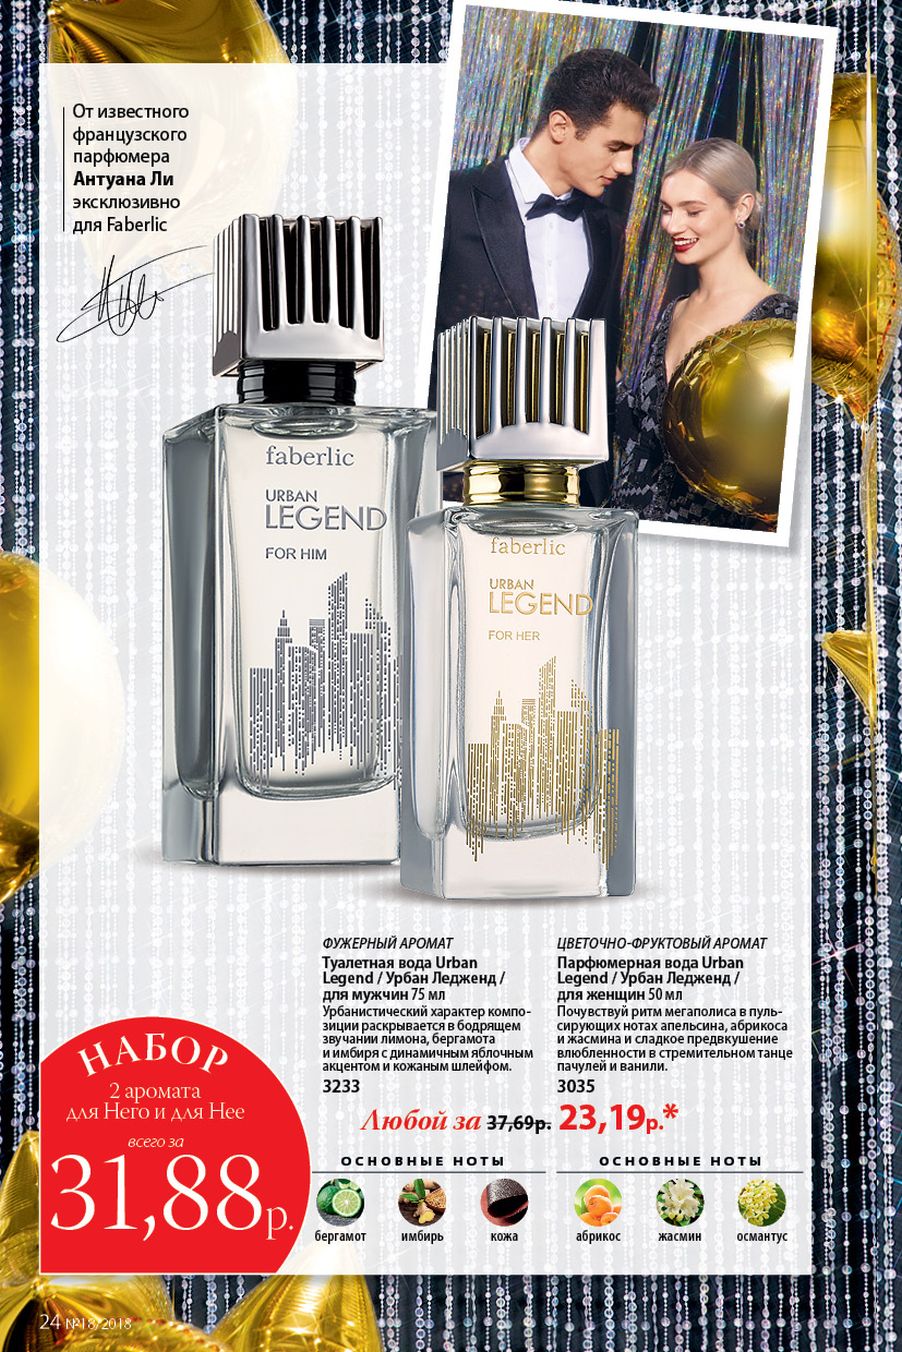 От известного
французского
парфюмера
Антуана Ли
эксклюзивно
для Faberlic
faberlic
URBAN
LEGEND
FOR HIM
faberlic
URBAN
LEGEND
FOR HER
ФУЖЕРНЫЙ АРОМАТ
Туалетная вода Urban
Legend / Урбан Ледженд /
для мужчин 75 мл
Урбанистический характер компо-
зиции раскрывается в бодрящем
звучании лимона, бергамота
и имбиря с динамичным яблочным
акцентом и кожаным шлейфом.
3233
ЦВЕТОЧНО-ФРУКТОВЫЙ АРОМАТ
Парфюмерная вода Urban
Legend / Урбан Ледженд /
для женщин 50 мл
Почувствуй ритм мегаполиса в пуль-
сирующих нотах апельсина, абрикоса
и жасмина и сладкое предвкушение
влюбленности в стремительном танце
пачулей и ванили.
3035
Любой за 37,69р. 23,19р.*
НАБОР
2 аромата
для Него и для Нее
всего за
31,88р.
ОСНОВНЫЕ НОТЫ
бергамот имбирь кожа
ОСНОВНЫЕ НОТЫ
абрикос жасмин османтус
24 №18/2018